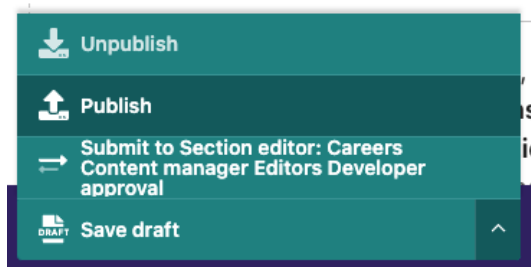 Unpublish
Publish
Submit to Section editor: Careers
Content manager Editors Developer
approval
DRAFT Save draft